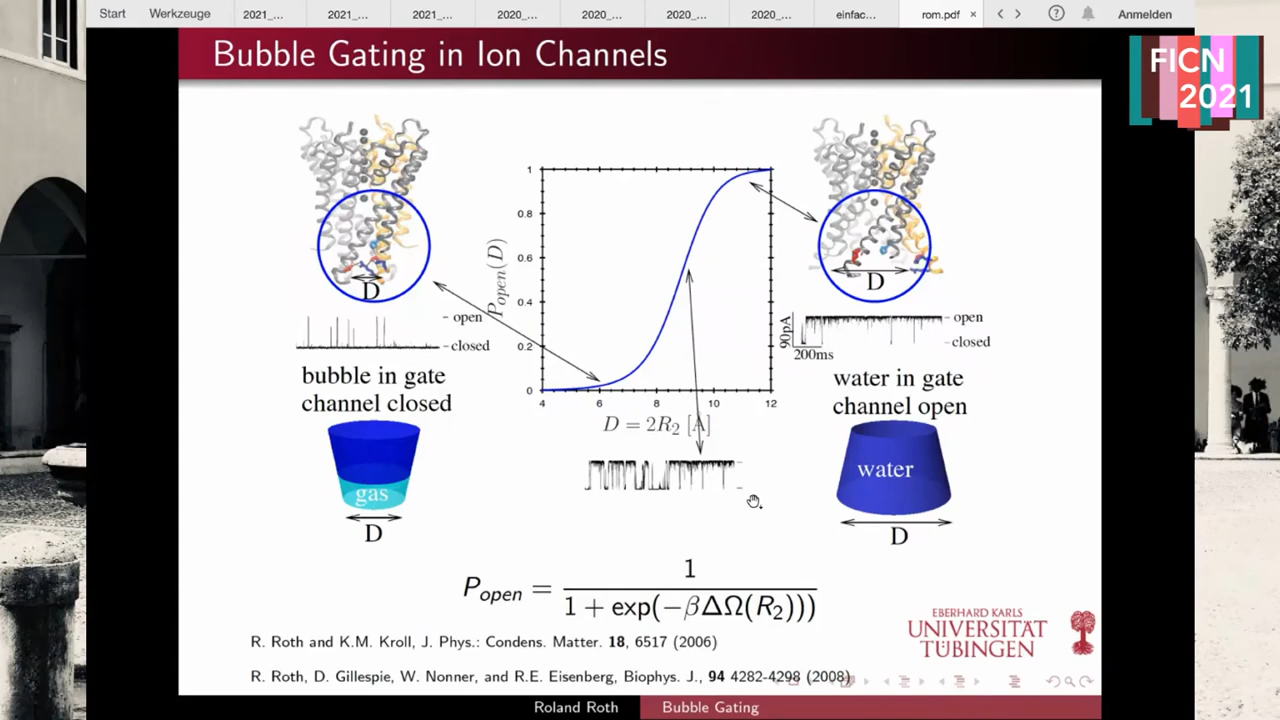 Start Werkzeuge 2021_... 2021_... 2021_... 2020_... 2020_... 2020_... 2020_... einfac... rom.pdf × Anmelden
FICN
2021
Bubble Gating in Ion Channels
D
open
closed
bubble in gate
channel closed
gas
D
1
0.8
0.6
0.4
0.2
0
P_open(D)
4 6 8 10 12
D = 2R₂ [A]
D
90pA
200ms
open
closed
water in gate
channel open
water
D
P_open = 1 / 1 + exp(−βΔΩ(R₂)))
R. Roth and K.M. Kroll, J. Phys.: Condens. Matter. 18, 6517 (2006)
R. Roth, D. Gillespie, W. Nonner, and R.E. Eisenberg, Biophys. J., 94 4282-4298 (2008)
EBERHARD KARLS
UNIVERSITÄT
TÜBINGEN
Roland Roth Bubble Gating